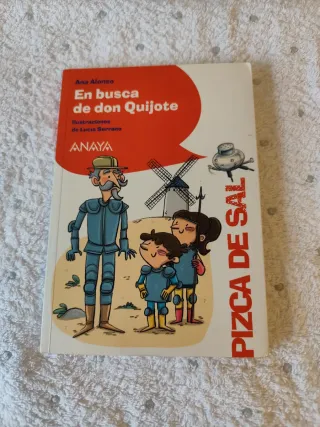 Ana Alonso
En busca
de don Quijote
Ilustraciones
de Lucía Serrano
ANAYA
PIZCA DE SAL